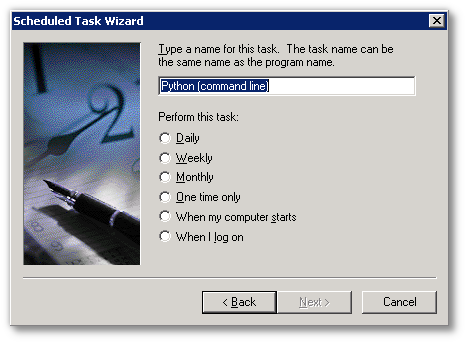 Scheduled Task Wizard
Type a name for this task. The task name can be
the same name as the program name.
Python (command line)
Perform this task:
Daily
Weekly
Monthly
One time only
When my computer starts
When I log on
< Back
Next >
Cancel